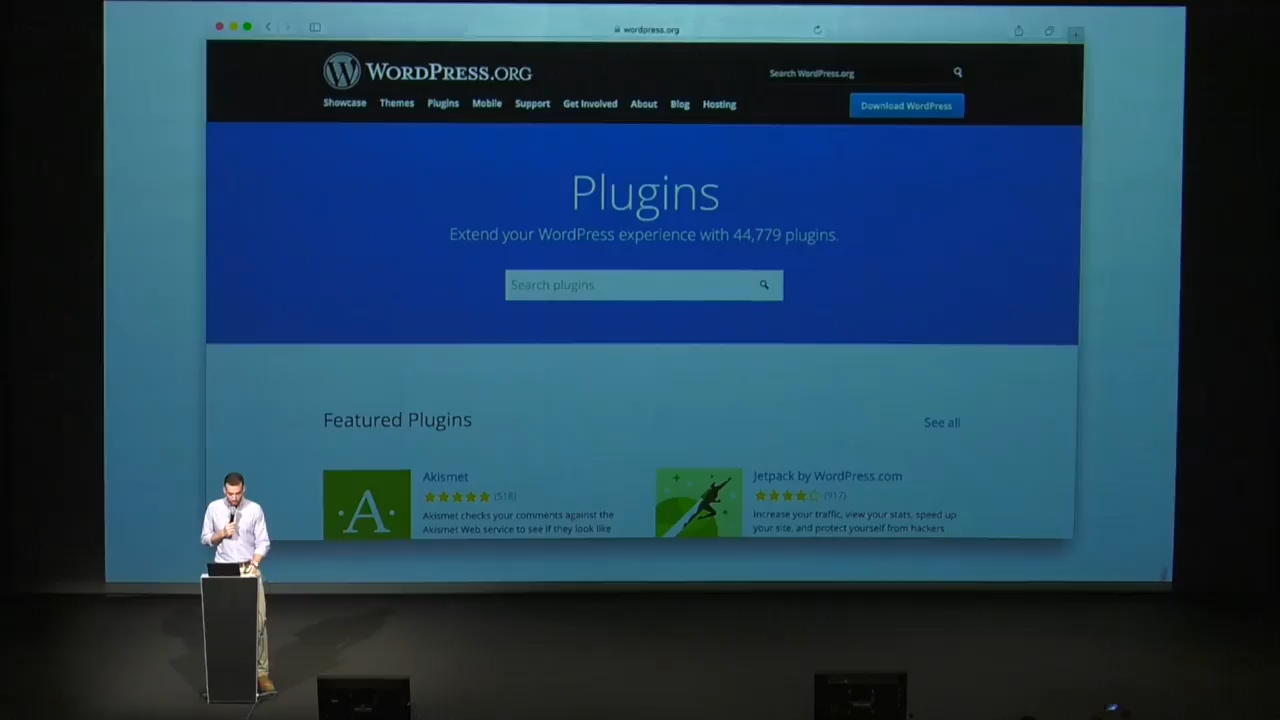 wordpress.org
WORDPRESS.ORG
Search WordPress.org
Showcase Themes Plugins Mobile Support Get Involved About Blog Hosting
Download WordPress
Plugins
Extend your WordPress experience with 44,779 plugins.
Search plugins
Featured Plugins
See all
Akismet
(518)
Akismet checks your comments against the
Akismet Web service to see if they look like
Jetpack by WordPress.com
(917)
Increase your traffic, view your stats, speed up
your site, and protect yourself from hackers